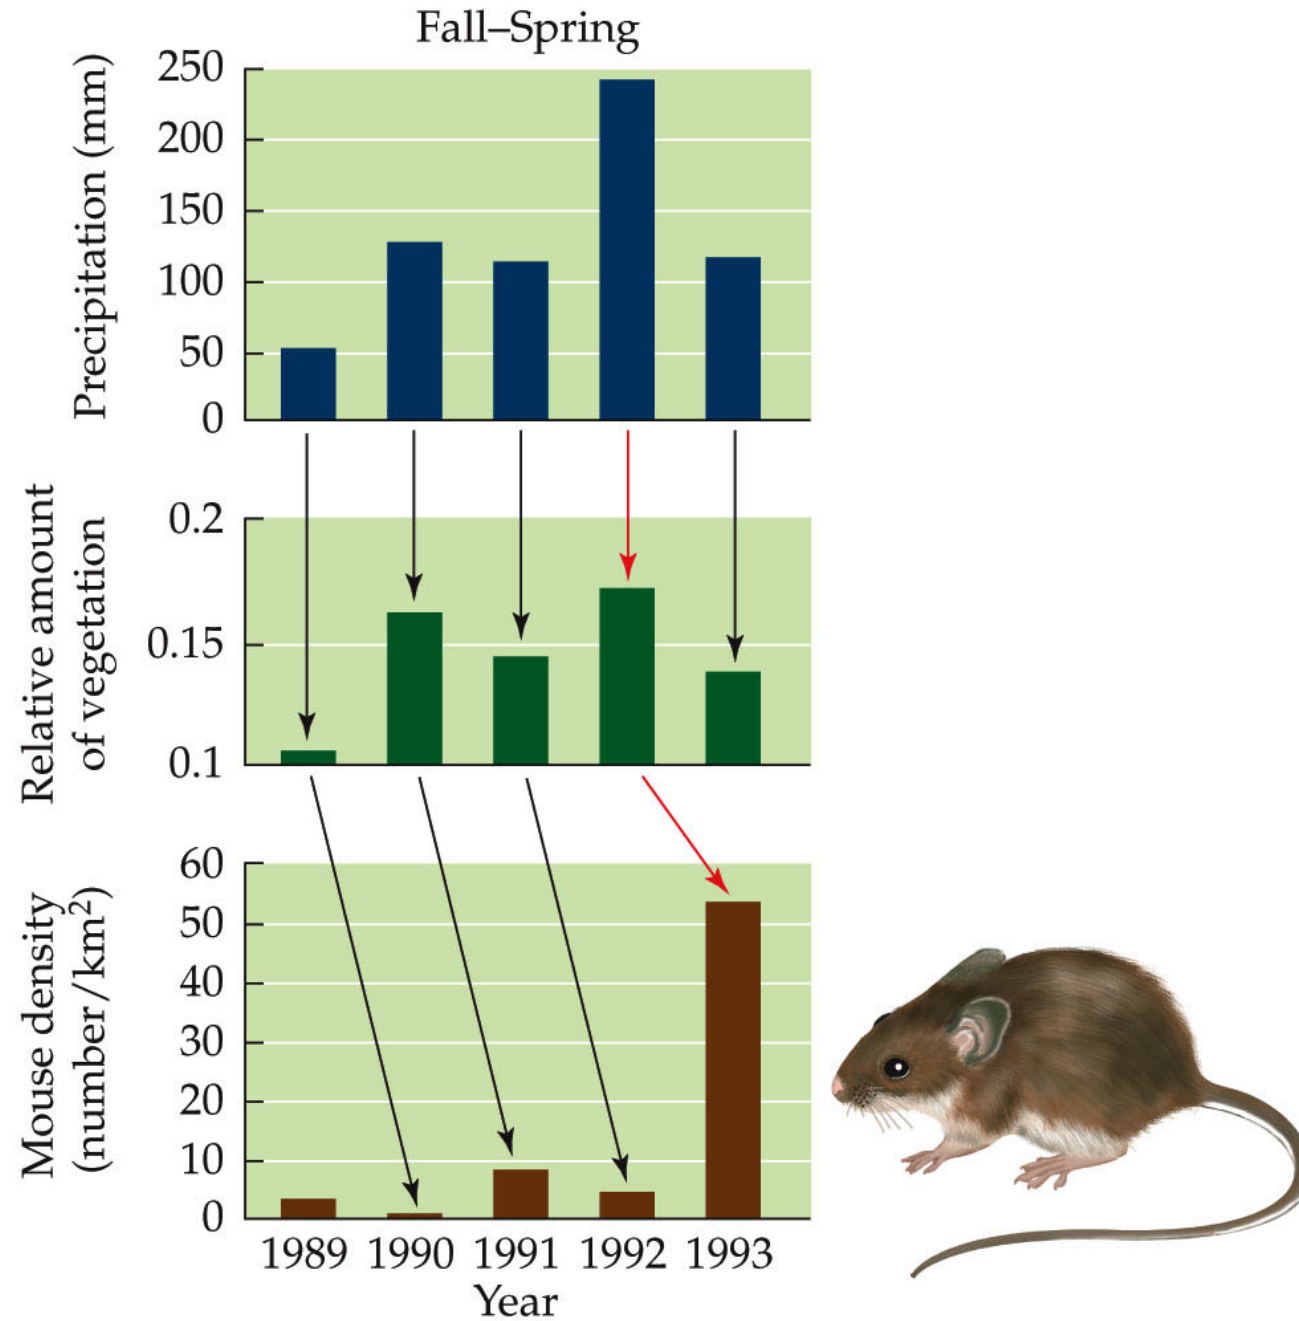 Fall–Spring
Precipitation (mm)
250
200
150
100
50
0
Relative amount
of vegetation
0.2
0.15
0.1
Mouse density
(number/km²)
60
50
40
30
20
10
0
1989 1990 1991 1992 1993
Year